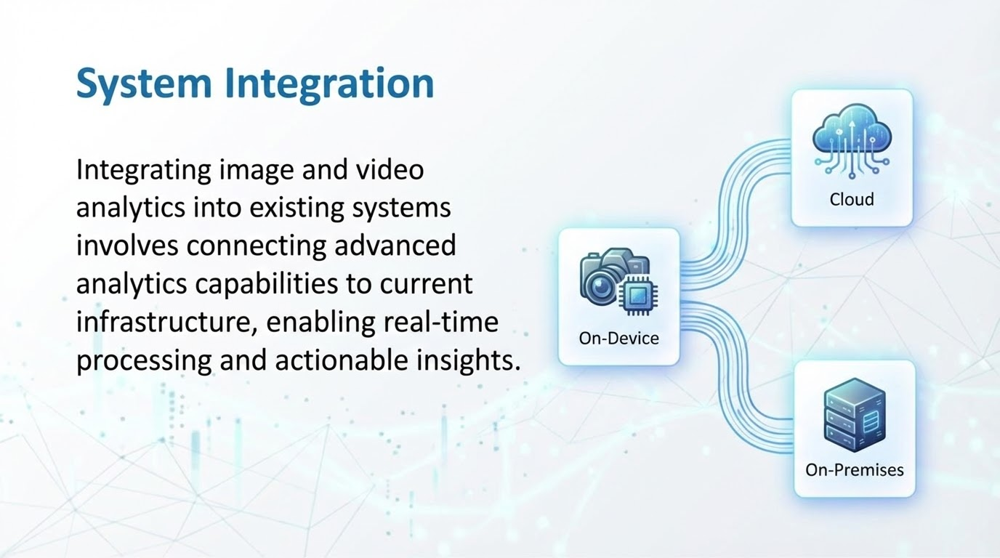 System Integration
Integrating image and video
analytics into existing systems
involves connecting advanced
analytics capabilities to current
infrastructure, enabling real-time
processing and actionable insights.
Cloud
On-Device
On-Premises